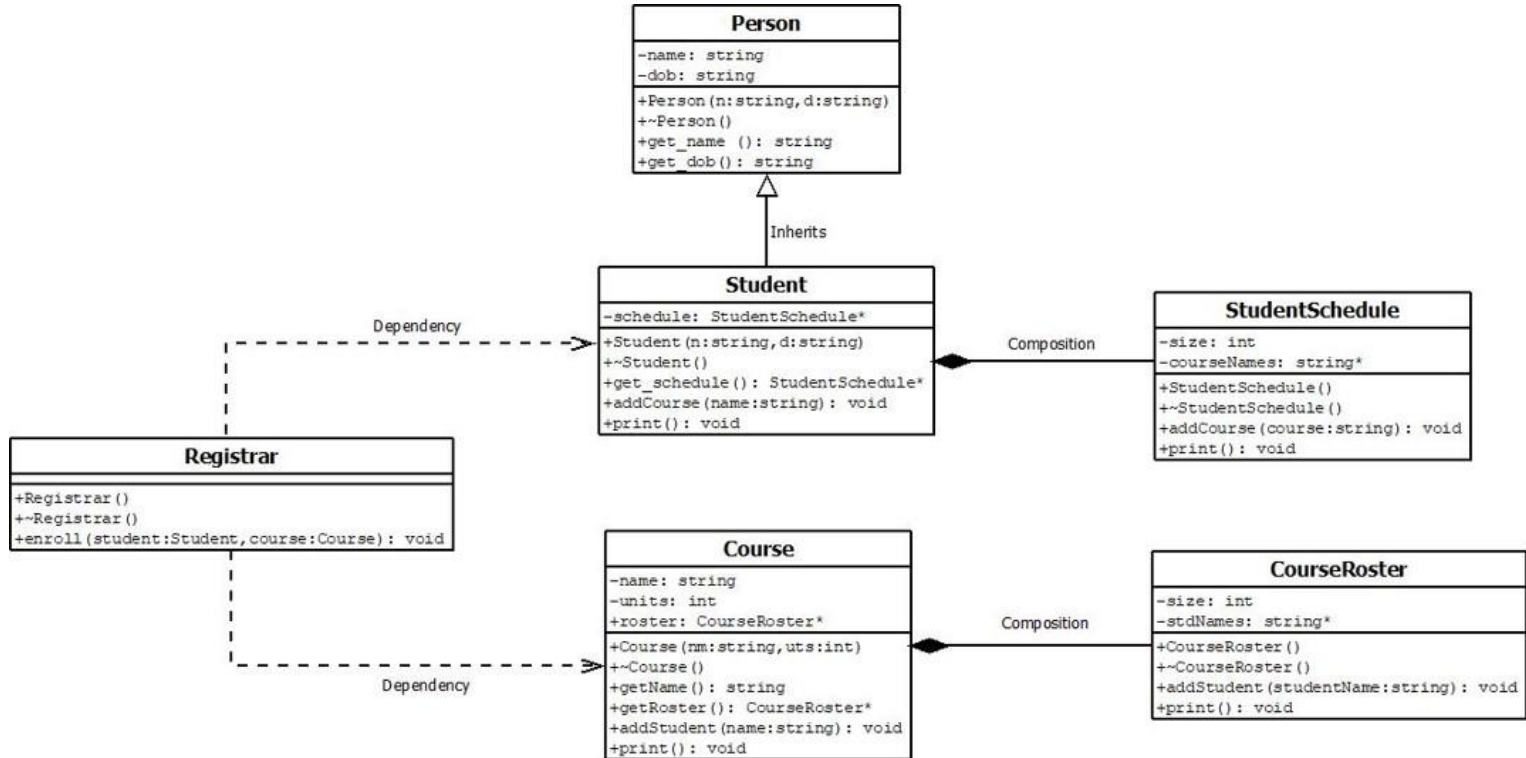 Person
-name: string
-dob: string
+Person(n:string,d:string)
+~Person()
+get_name (): string
+get_dob(): string
Inherits
Student
-schedule: StudentSchedule*
+Student(n:string,d:string)
+~Student()
+get_schedule(): StudentSchedule*
+addCourse(name:string): void
+print(): void
Dependency
Composition
StudentSchedule
-size: int
-courseNames: string*
+StudentSchedule()
+~StudentSchedule()
+addCourse(course:string): void
+print(): void
Registrar
+Registrar()
+~Registrar()
+enroll(student:Student,course:Course): void
Dependency
Course
-name: string
-units: int
+roster: CourseRoster*
+Course(nm:string,uts:int)
+~Course()
+getName(): string
+getRoster(): CourseRoster*
+addStudent(name:string): void
+print(): void
Composition
CourseRoster
-size: int
-stdNames: string*
+CourseRoster()
+~CourseRoster()
+addStudent(studentName:string): void
+print(): void